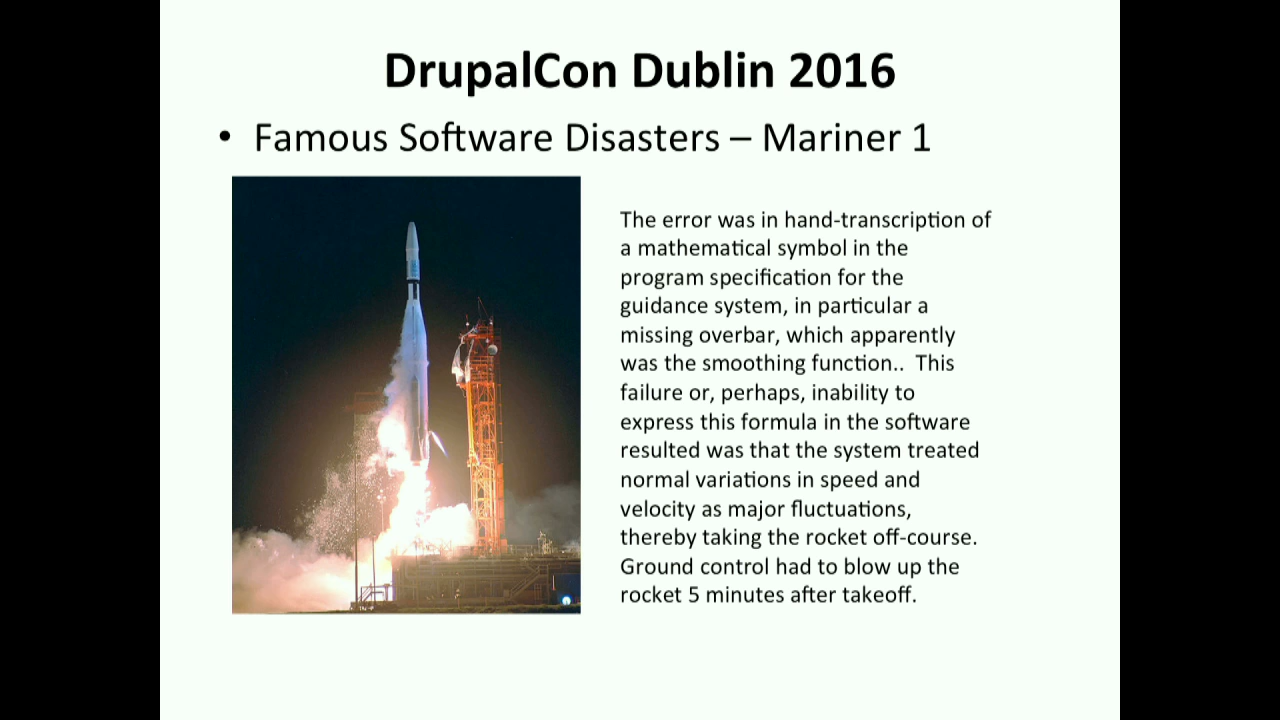 DrupalCon Dublin 2016
• Famous Software Disasters – Mariner 1
The error was in hand-transcription of
a mathematical symbol in the
program specification for the
guidance system, in particular a
missing overbar, which apparently
was the smoothing function.. This
failure or, perhaps, inability to
express this formula in the software
resulted was that the system treated
normal variations in speed and
velocity as major fluctuations,
thereby taking the rocket off-course.
Ground control had to blow up the
rocket 5 minutes after takeoff.